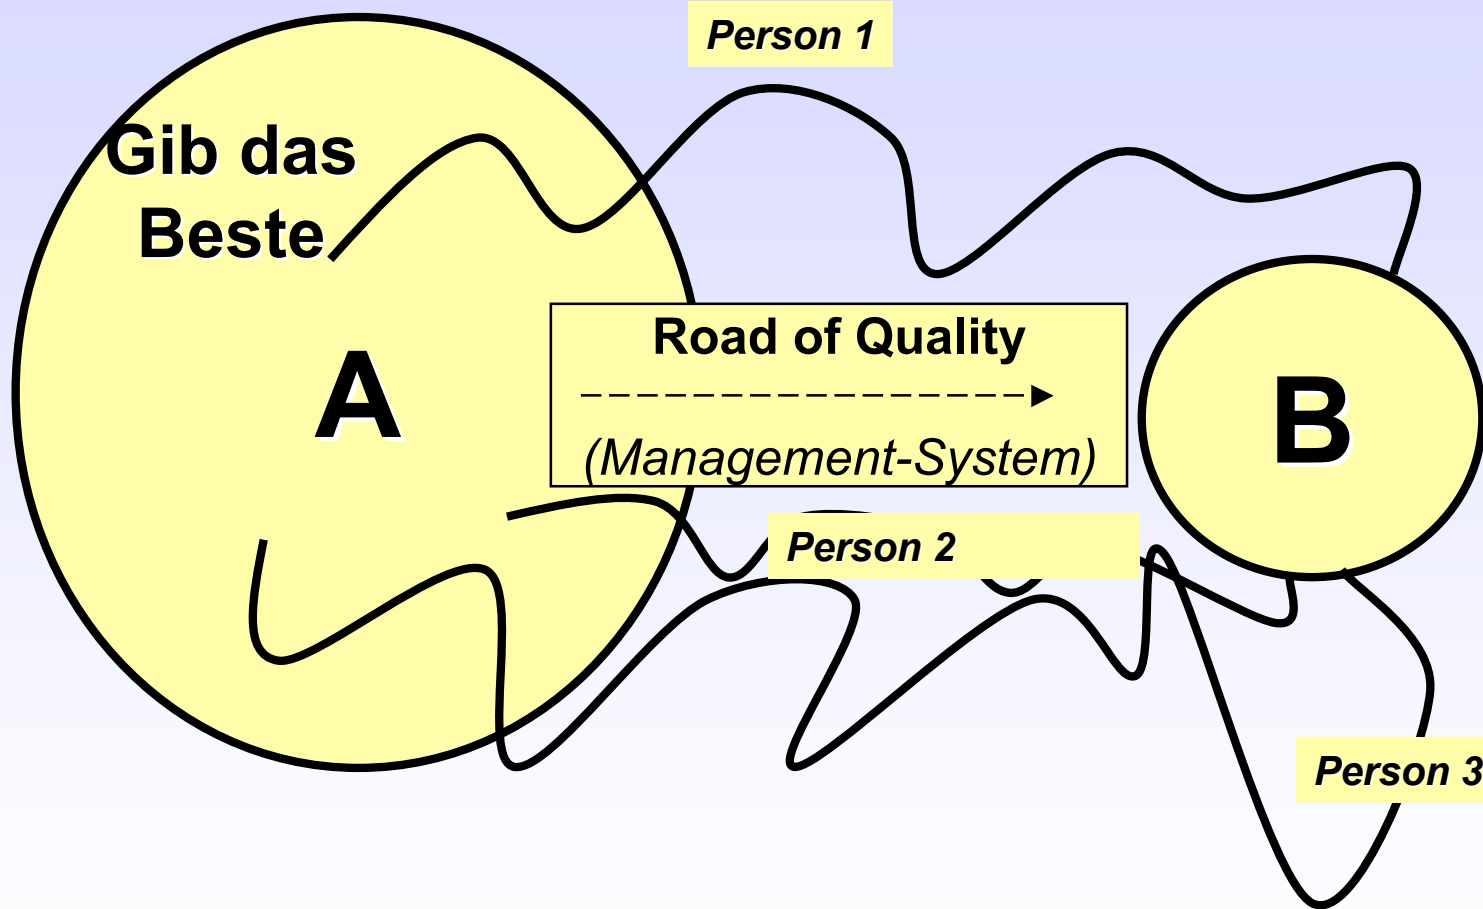 Person 1
Gib das
Beste
A
Road of Quality
(Management-System)
B
Person 2
Person 3